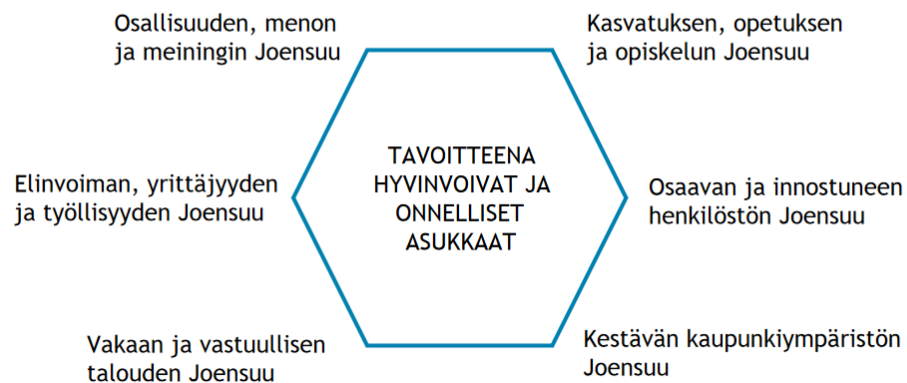 Osallisuuden, menon
ja meiningin Joensuu
Kasvatuksen, opetuksen
ja opiskelun Joensuu
TAVOITTEENA
HYVINVOIVAT JA
ONNELLISET
ASUKKAAT
Elinvoiman, yrittäjyyden
ja työllisyyden Joensuu
Osaavan ja innostuneen
henkilöstön Joensuu
Vakaan ja vastuullisen
talouden Joensuu
Kestävän kaupunkiympäristön
Joensuu